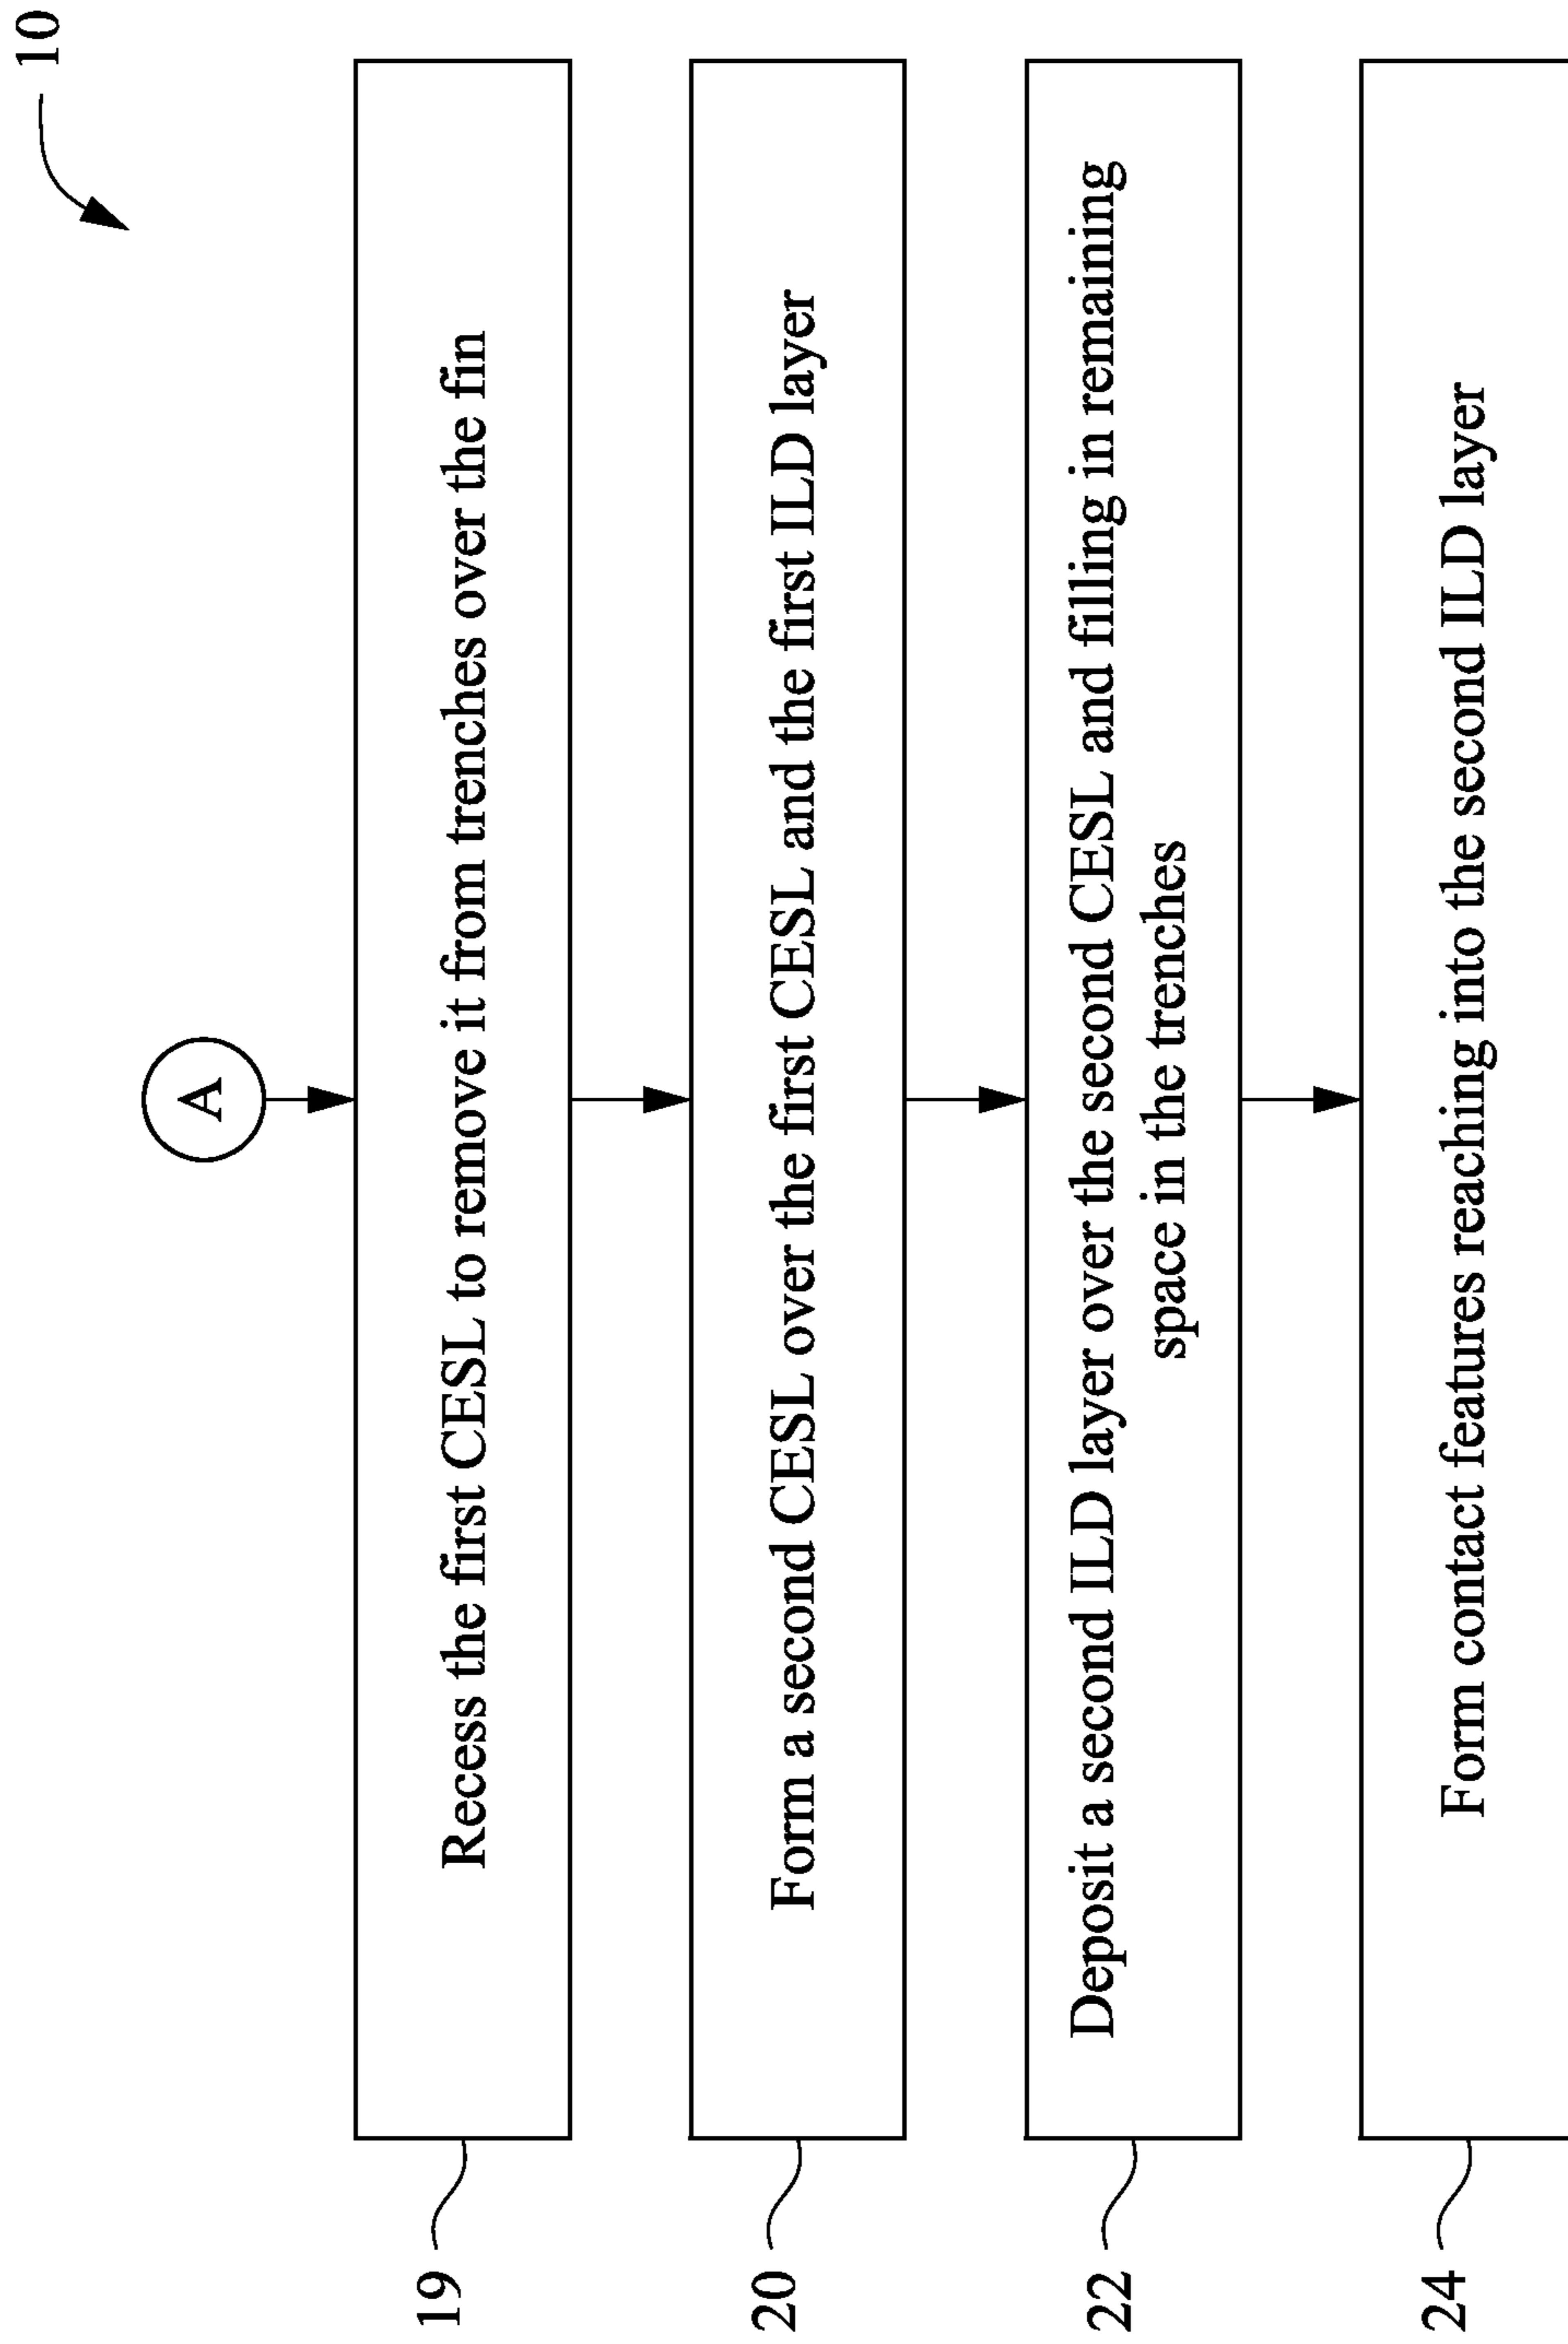 10
A
19
Recess the first CESL to remove it from trenches over the fin
20
Form a second CESL over the first CESL and the first ILD layer
22
Deposit a second ILD layer over the second CESL and filling in remaining
space in the trenches
24
Form contact features reaching into the second ILD layer